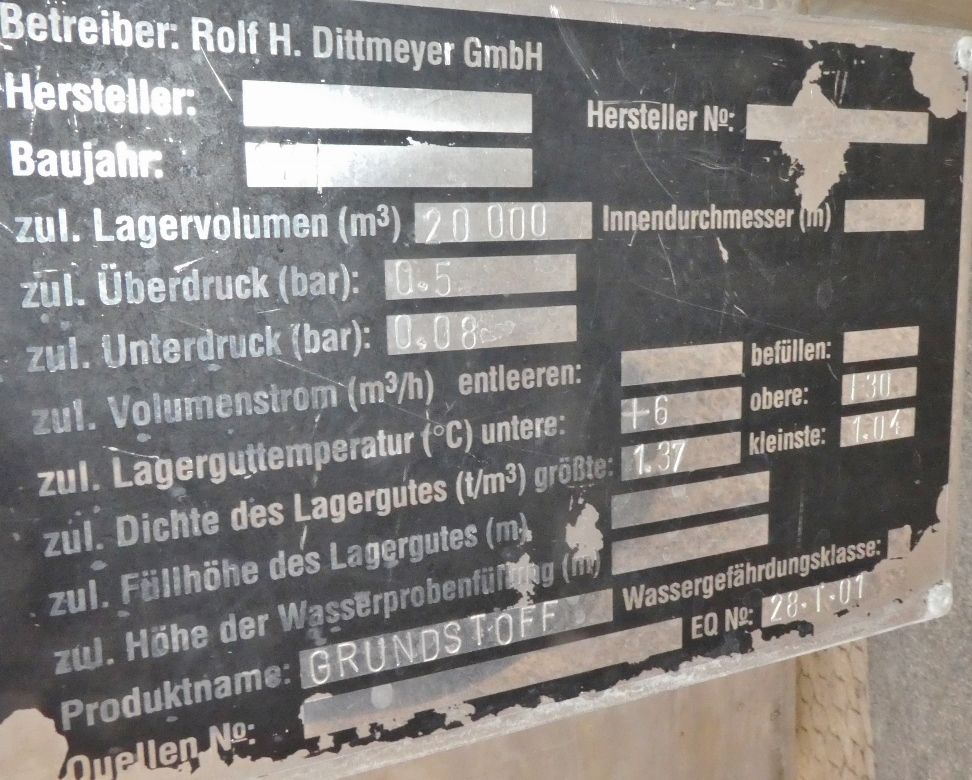 Betreiber: Rolf H. Dittmeyer GmbH
Hersteller: Hersteller №:
Baujahr:
zul. Lagervolumen (m³) 20 000 Innendurchmesser (m)
zul. Überdruck (bar): 0.5
zul. Unterdruck (bar): 0.08
zul. Volumenstrom (m³/h) entleeren: befüllen:
zul. Lagerguttemperatur (°C) untere: +6 obere: +30
zul. Dichte des Lagergutes (t/m³) größte: 1.37 kleinste: 1.04
zul. Füllhöhe des Lagergutes (m)
zul. Höhe der Wasserprobenfüllung (m)
Produktname: GRUNDSTOFF Wassergefährdungsklasse:
Quellen №: EQ №: 28.1.01